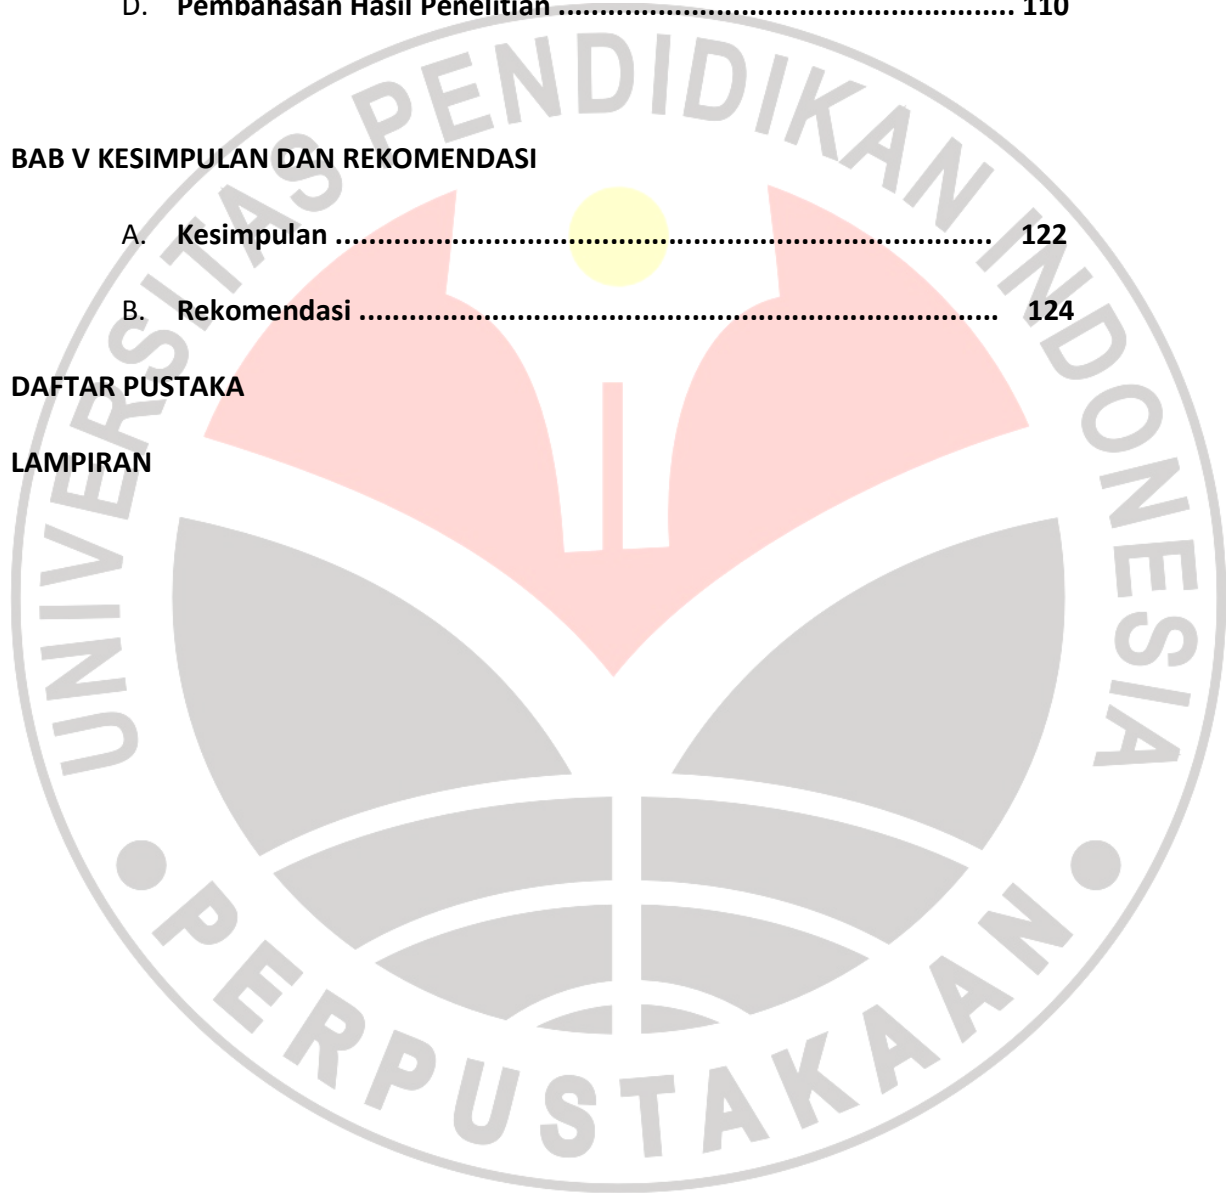 D. Pembahasan Hasil Penelitian ....................................................... 110
BAB V KESIMPULAN DAN REKOMENDASI
A. Kesimpulan ............................................................................... 122
B. Rekomendasi ............................................................................. 124
DAFTAR PUSTAKA
LAMPIRAN
UNIVERSITAS PENDIDIKAN INDONESIA
PERPUSTAKAAN